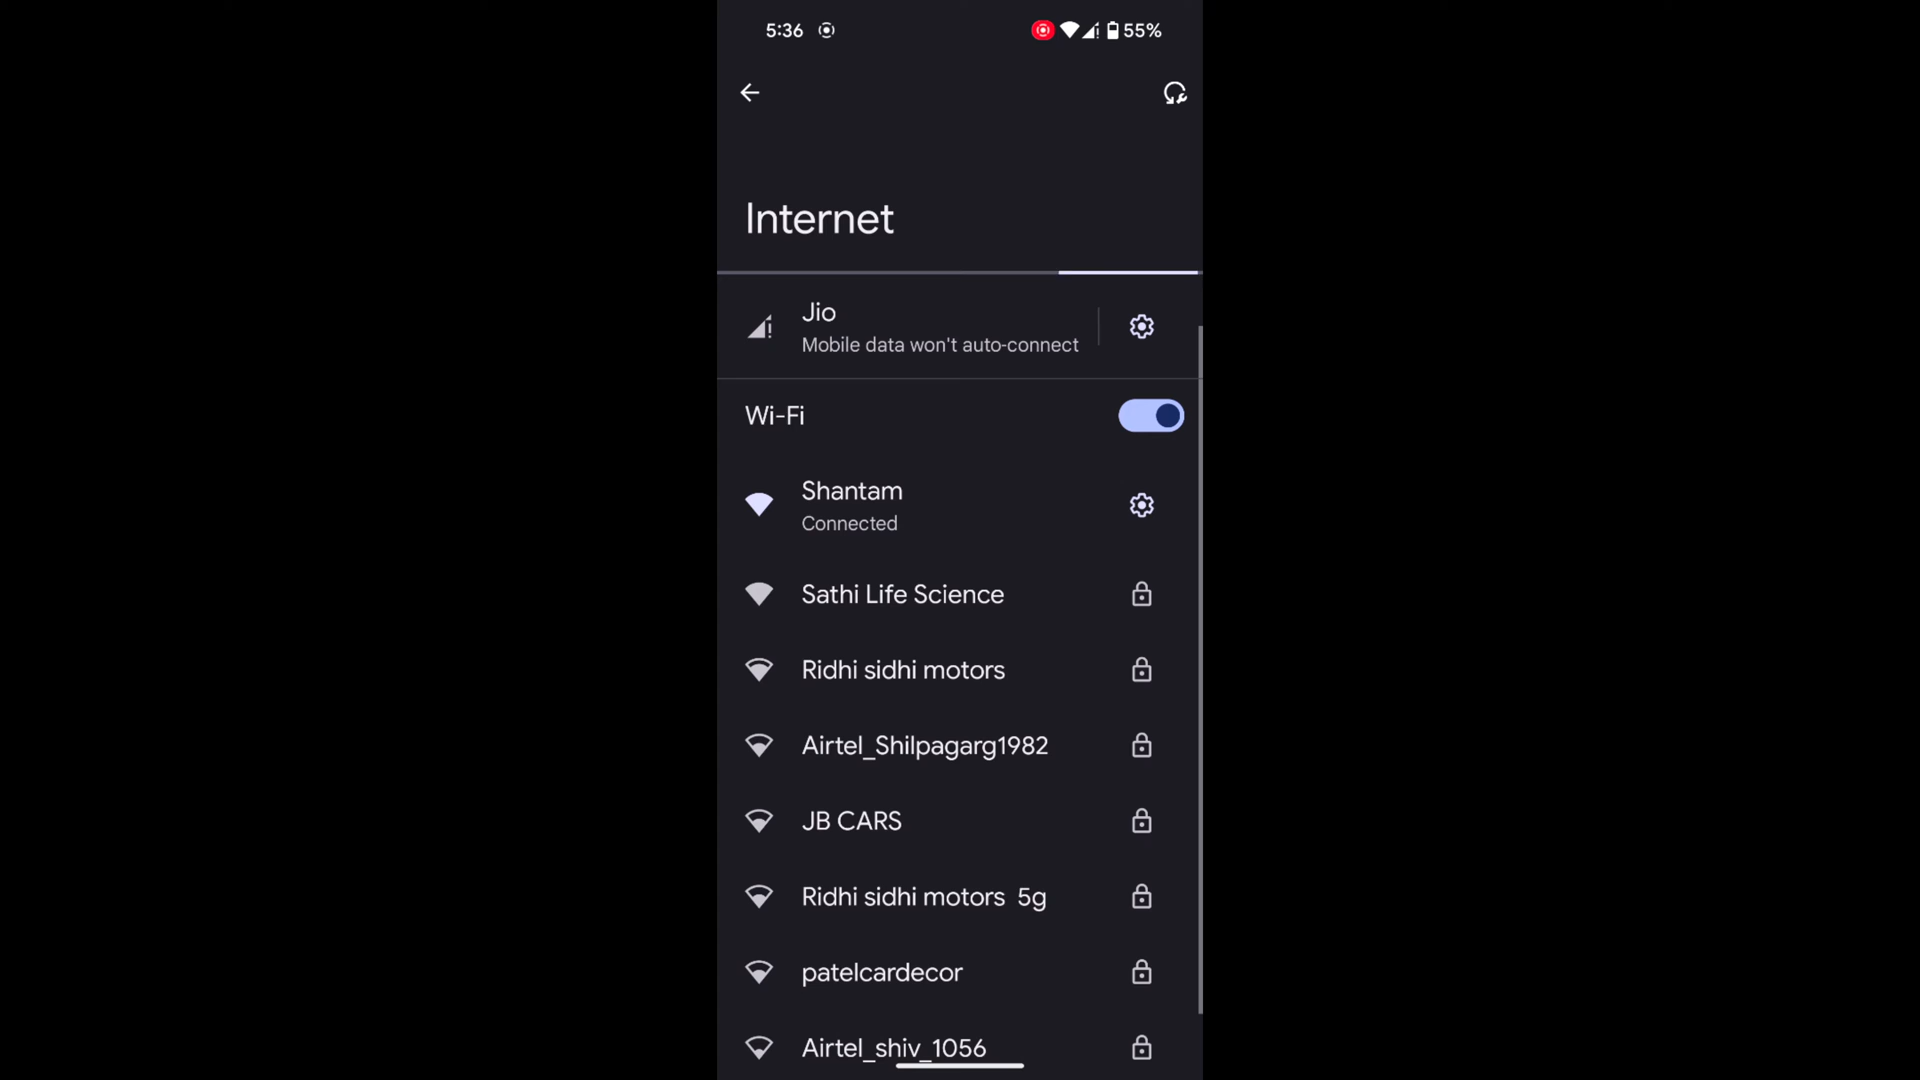 5:36 55%
Internet
Jio
Mobile data won't auto-connect
Wi-Fi
Shantam
Connected
Sathi Life Science
Ridhi sidhi motors
Airtel_Shilpagarg1982
JB CARS
Ridhi sidhi motors  5g
patelcardecor
Airtel_shiv_1056